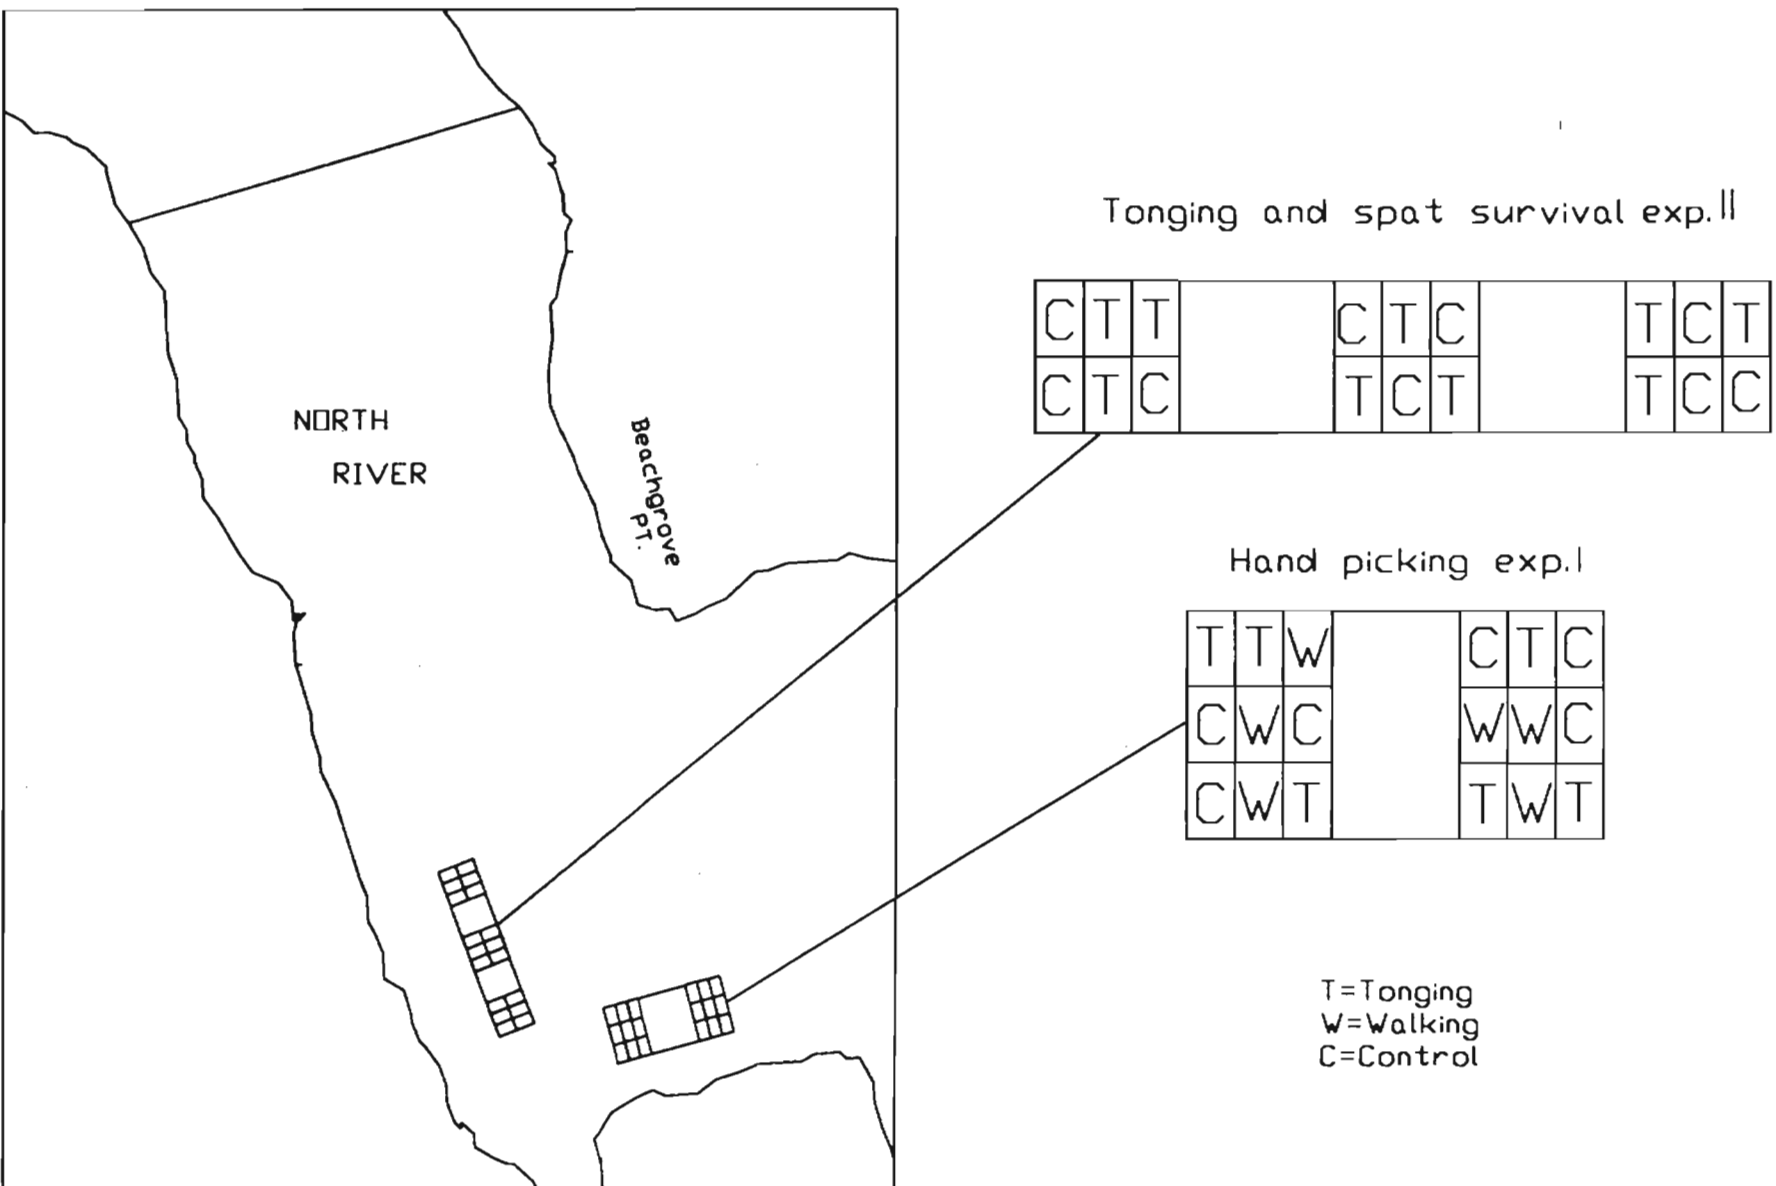 NORTH
RIVER
Beachgrove
PT.
Tonging and spat survival exp. II
C T T C T C T C T
C T C T C T T C C
Hand picking exp. I
T T W C T C
C W C W W C
C W T T W T
T=Tonging
W=Walking
C=Control